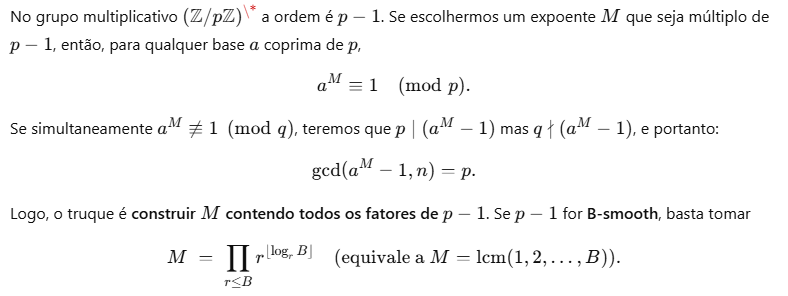 No grupo multiplicativo (ℤ/pℤ)\* a ordem é p − 1. Se escolhermos um expoente M que seja múltiplo de
p − 1, então, para qualquer base a coprima de p,
a^M ≡ 1 (mod p).
Se simultaneamente a^M ≢ 1 (mod q), teremos que p | (a^M − 1) mas q ∤ (a^M − 1), e portanto:
gcd(a^M − 1, n) = p.
Logo, o truque é construir M contendo todos os fatores de p − 1. Se p − 1 for B-smooth, basta tomar
M = ∏_{r≤B} r^{⌊log_r B⌋} (equivale a M = lcm(1, 2, …, B)).